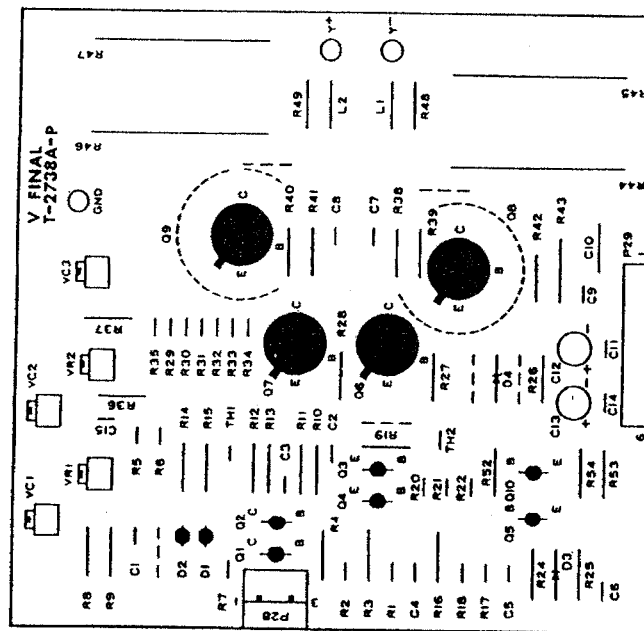 R47
Y+
Y-
R49
L2
L1
R48
R45
R46
V FINAL
T-2738A-P
GND
R44
Q9
C
R40
R41
C8
C7
R38
R39
C
Q8
R42
R43
C10
P29
B
E
B
E
VC3
C9
R37
R35
R29
R30
R31
R32
R33
R34
C
R28
C
VC2
VR2
Q7
E
B
Q6
E
B
R27
D4
R26
C12
-
+
C11
R36
C13
+
C14
C15
R5
R6
R14
R15
TH1
R12
R13
C3
R11
R10
C2
R19
TH2
6
VC1
VR1
Q3
E
B
Q4
E
B
R20
R21
R22
R52
Q10
B
E
R54
R53
Q2
C
B
Q1
C
B
R4
Q5
B
E
R8
R9
C1
D2
D1
R7
P28
3
R2
R3
R1
C4
R16
R18
R17
C5
R24
D3
R25
C6